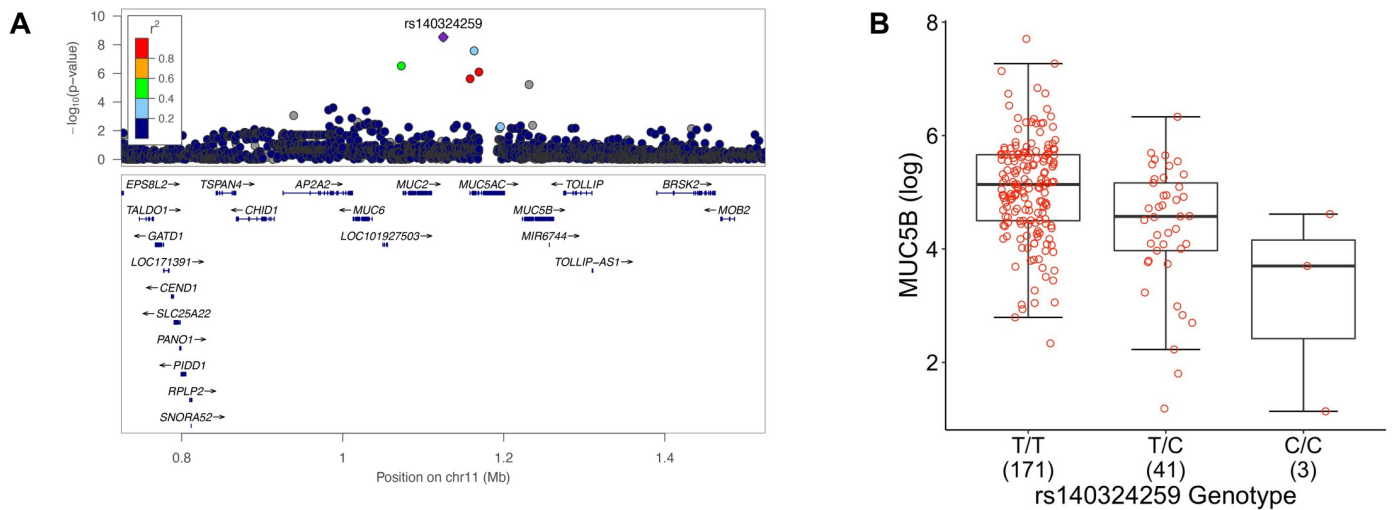 A
10
8
6
4
2
0
−log10(p-value)
r2
0.8
0.6
0.4
0.2
rs140324259
EPS8L2→ TSPAN4→ AP2A2→ MUC2→ MUC5AC→ ←TOLLIP BRSK2→
TALDO1→ ←CHID1 ←MUC6 MUC5B→ ←MOB2
←GATD1 LOC101927503→ MIR6744→
LOC171391→ TOLLIP-AS1→
←CEND1
←SLC25A22
PANO1→
←PIDD1
RPLP2→
SNORA52→
0.8 1 1.2 1.4
Position on chr11 (Mb)
B
8
6
4
2
MUC5B (log)
T/T T/C C/C
(171) (41) (3)
rs140324259 Genotype